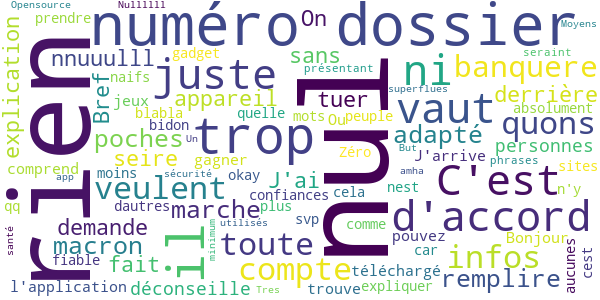 Opensource Nullllll
prendre numéro dossier
On Moyens
nnuuulll gadget sans seraint
explication Bref naifs juste présentant ni banquere
rien jeux appareil tuer superflues derrière
blabla quelle mots Ou peuple vaut absolument
poches bidon trop nul adapté quons
comprend seire Un Zéro But personnes
moins gagner J'arrive phrases sites
app veulent sécurité okay J'ai amha C'est
qq dautres confiances cela nest n'y
demande marche plus svp comme d'accord
santé macron il toute utilisés pouvez Bonjour
fiable fait minimum compte car infos aucunes cest
l'application déconseille trouve téléchargé remplire
Tres expliquer